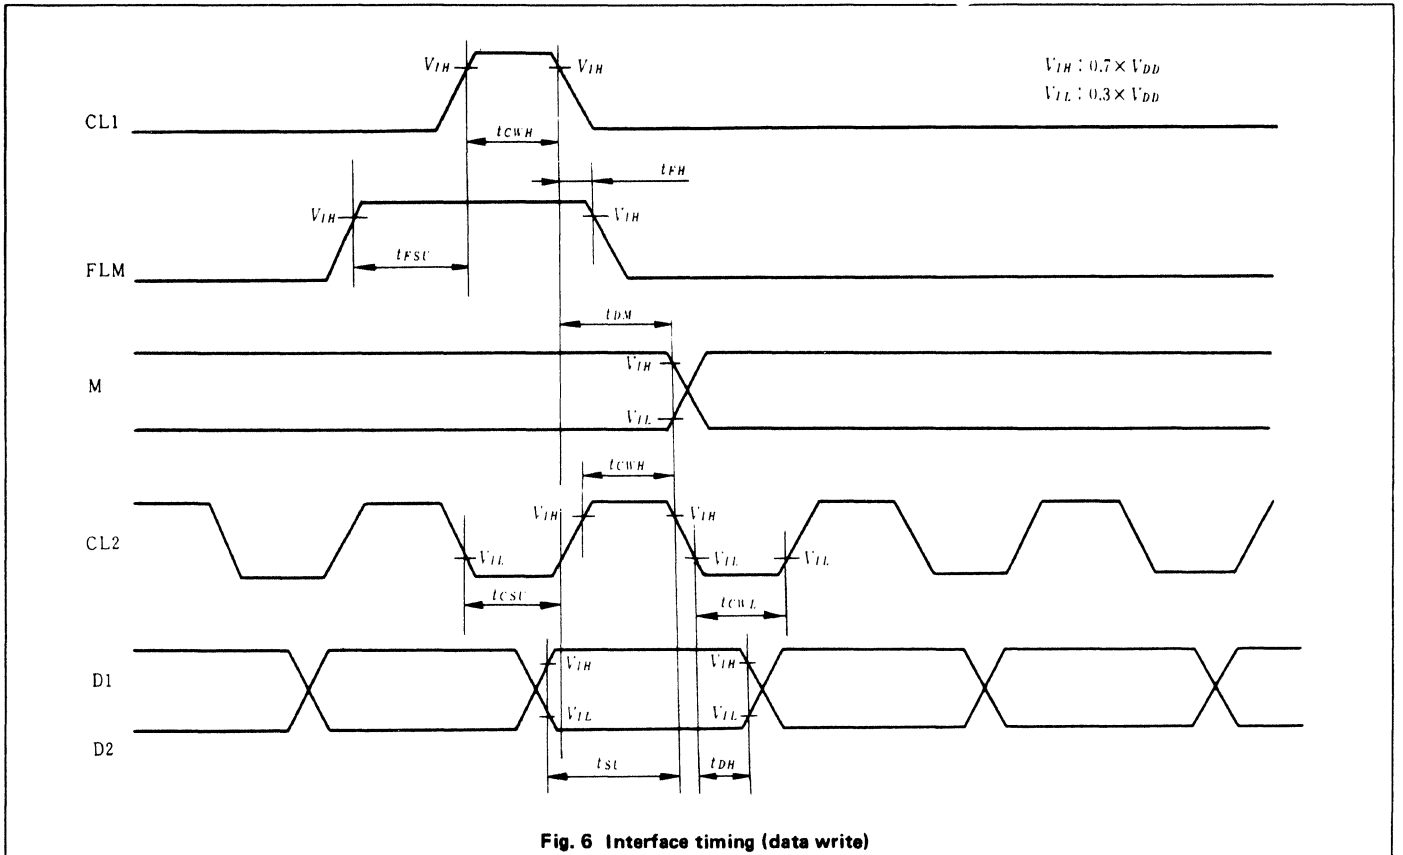 VIH VIH VIH : 0.7 × VDD
VIL : 0.3 × VDD
CL1
tCWH
tFH
VIH VIH
tFSU
FLM
tDM
VIH
M
VIL
tCWH
VIH VIH
CL2
VIL VIL VIL
tCSU tCWL
VIH VIH
D1
VIL VIL
D2
tSU tDH
Fig. 6 Interface timing (data write)